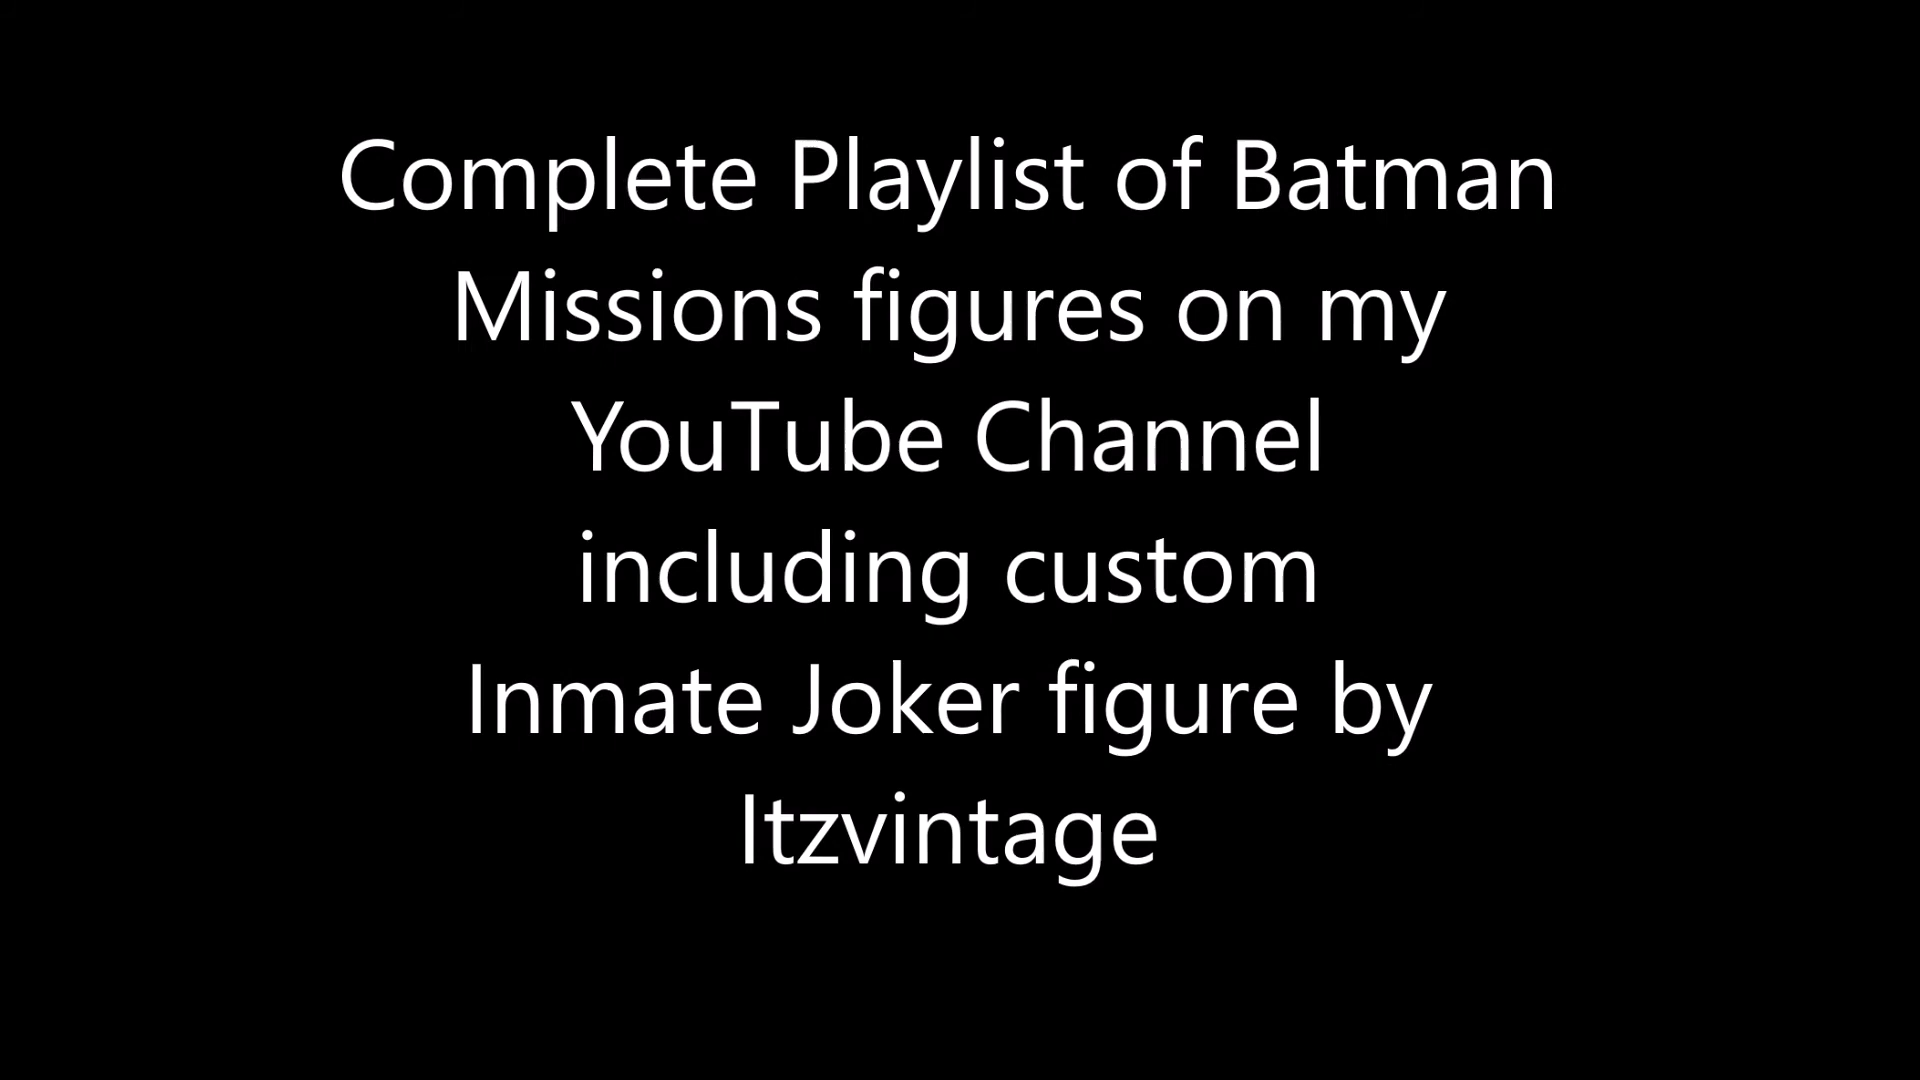 Complete Playlist of Batman
Missions figures on my
YouTube Channel
including custom
Inmate Joker figure by
Itzvintage